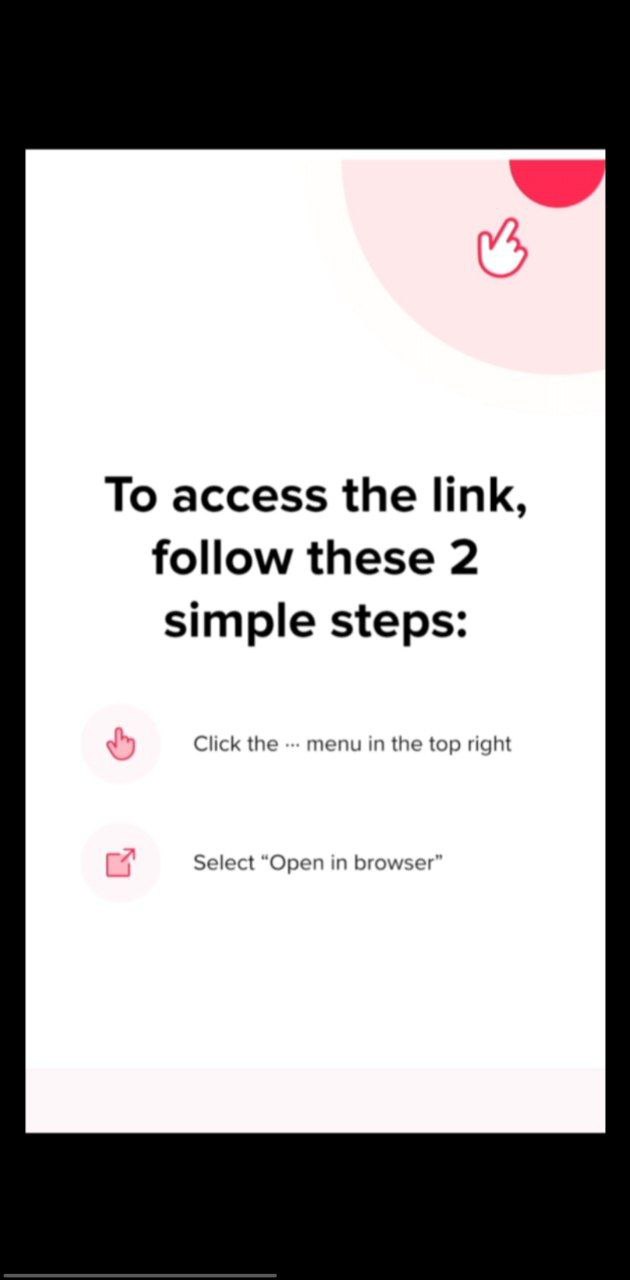 To access the link,
follow these 2
simple steps:
Click the ··· menu in the top right
Select “Open in browser”